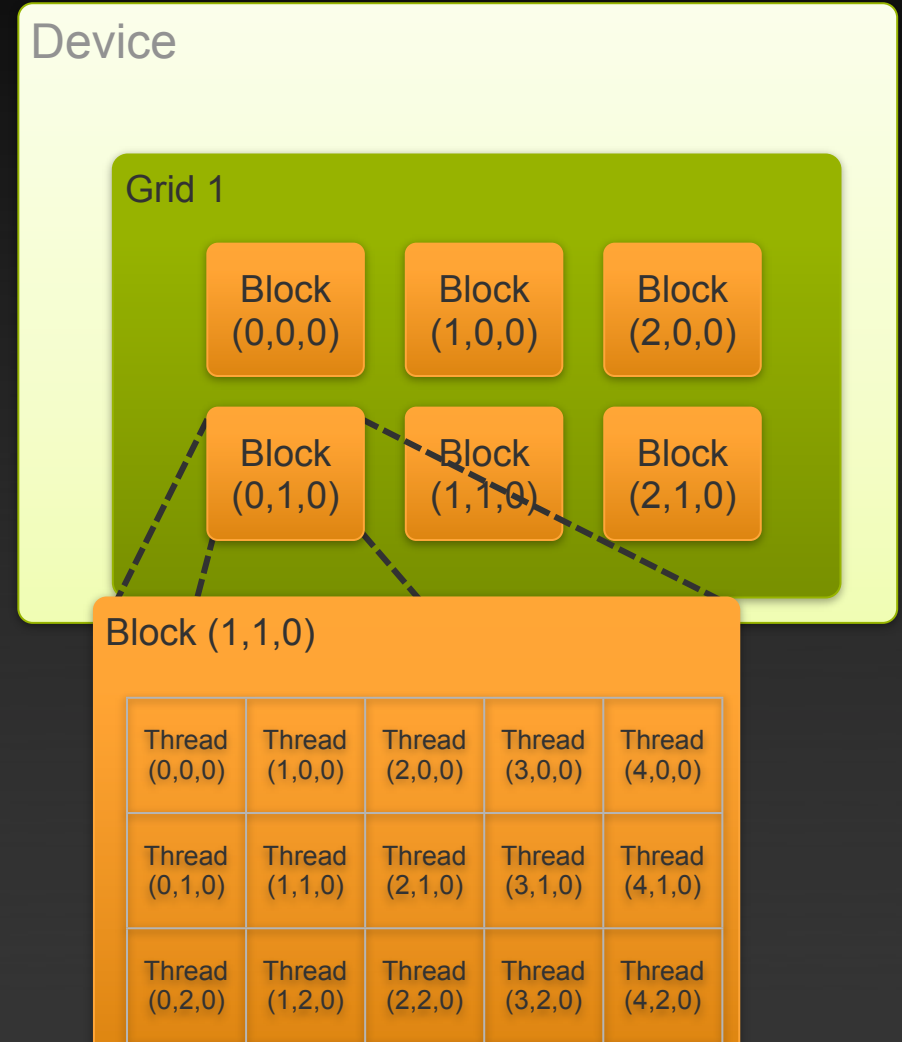 Device
Grid 1
Block Block Block
(0,0,0) (1,0,0) (2,0,0)
Block Block Block
(0,1,0) (1,1,0) (2,1,0)
Block (1,1,0)
Thread Thread Thread Thread Thread
(0,0,0) (1,0,0) (2,0,0) (3,0,0) (4,0,0)
Thread Thread Thread Thread Thread
(0,1,0) (1,1,0) (2,1,0) (3,1,0) (4,1,0)
Thread Thread Thread Thread Thread
(0,2,0) (1,2,0) (2,2,0) (3,2,0) (4,2,0)